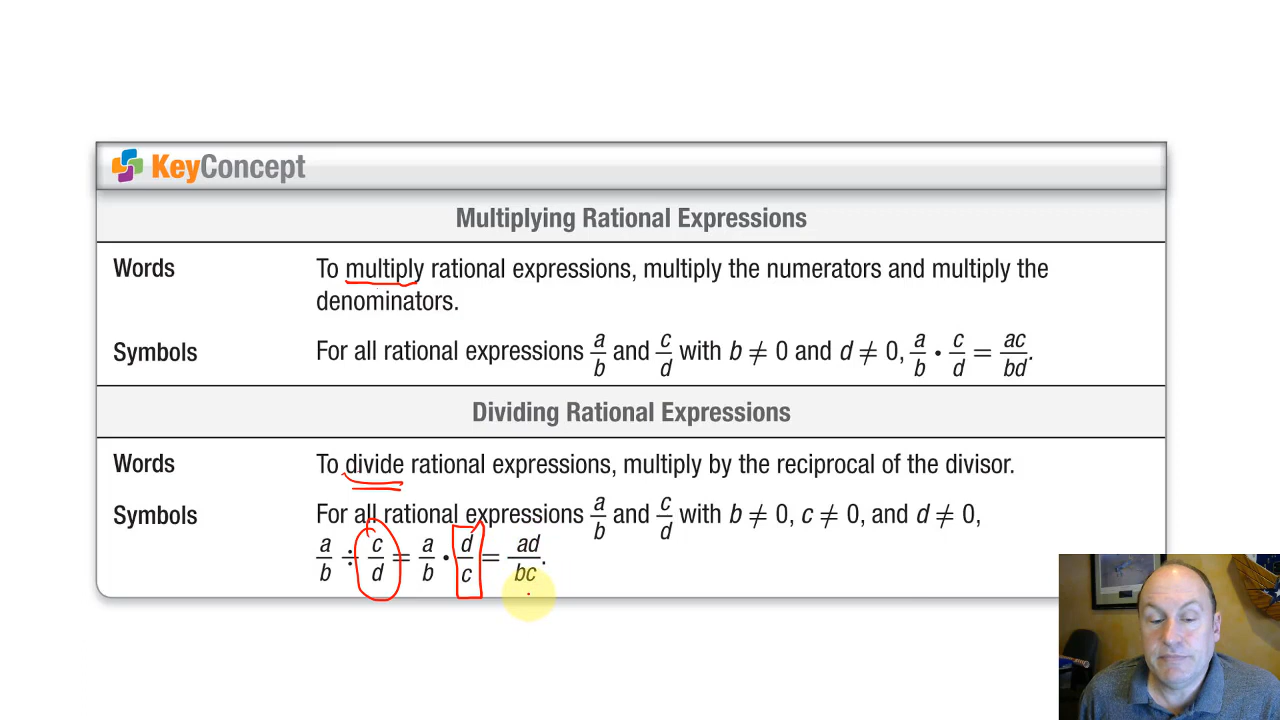 KeyConcept
Multiplying Rational Expressions
Words To multiply rational expressions, multiply the numerators and multiply the
denominators.
Symbols For all rational expressions a/b and c/d with b ≠ 0 and d ≠ 0, a/b • c/d = ac/bd.
Dividing Rational Expressions
Words To divide rational expressions, multiply by the reciprocal of the divisor.
Symbols For all rational expressions a/b and c/d with b ≠ 0, c ≠ 0, and d ≠ 0,
a/b ÷ c/d = a/b • d/c = ad/bc.